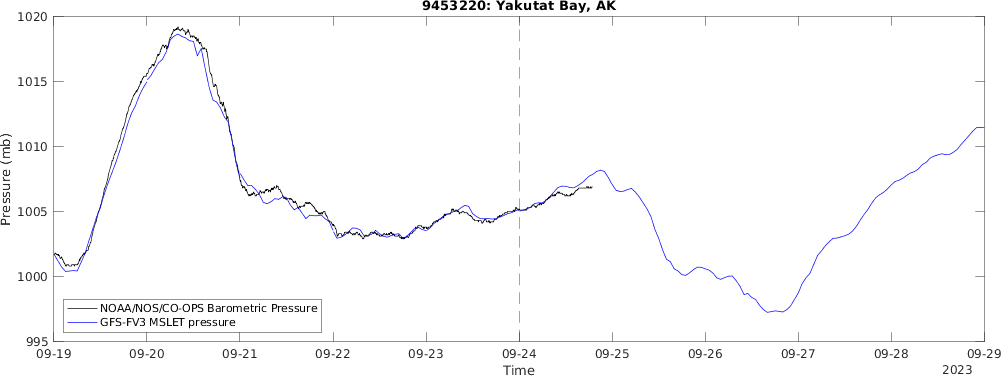 9453220: Yakutat Bay, AK
1020
1015
1010
1005
1000
995
Pressure (mb)
NOAA/NOS/CO-OPS Barometric Pressure
GFS-FV3 MSLET pressure
09-19 09-20 09-21 09-22 09-23 09-24 09-25 09-26 09-27 09-28 09-29
Time
2023